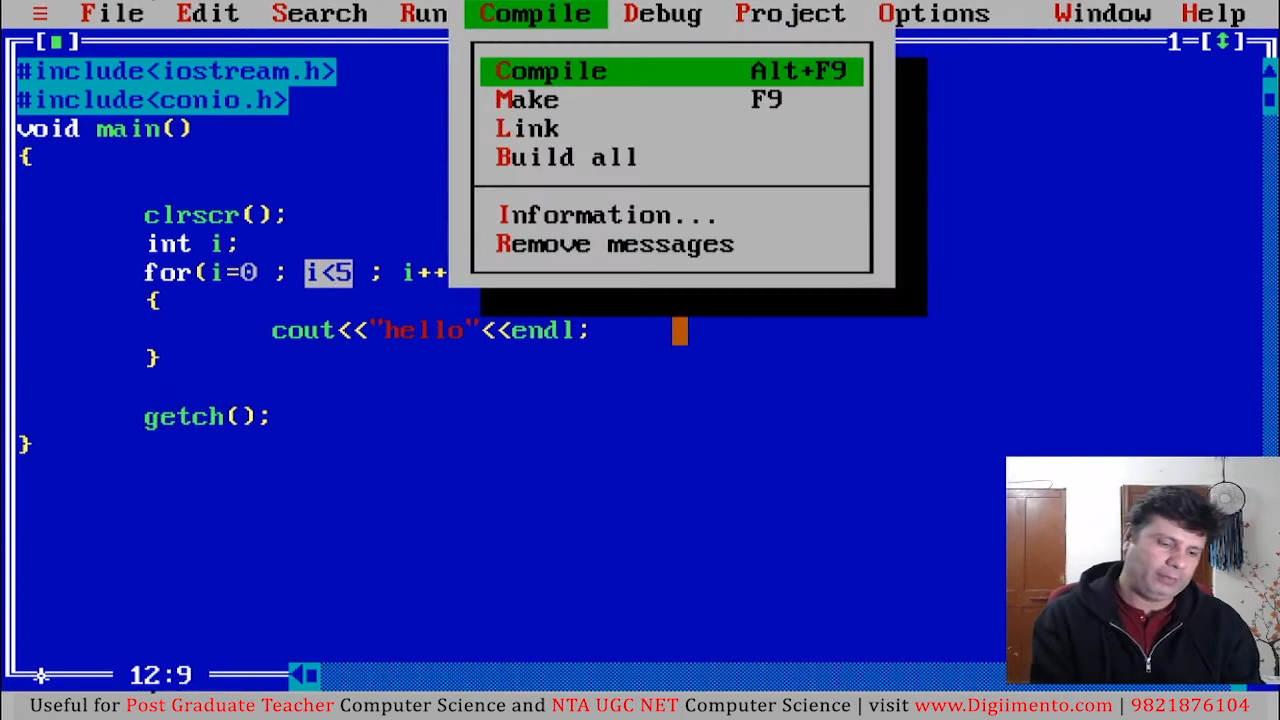 ≡ File Edit Search Run Compile Debug Project Options Window Help
[■] 1=[↕]
#include<iostream.h>
#include<conio.h>
void main()
{
clrscr();
int i;
for(i=0 ; i<5 ; i++
{
cout<<"hello"<<endl;
}
getch();
}
Compile Alt+F9
Make F9
Link
Build all
Information...
Remove messages
12:9
Useful for Post Graduate Teacher Computer Science and NTA UGC NET Computer Science | visit www.Digiimento.com | 9821876104